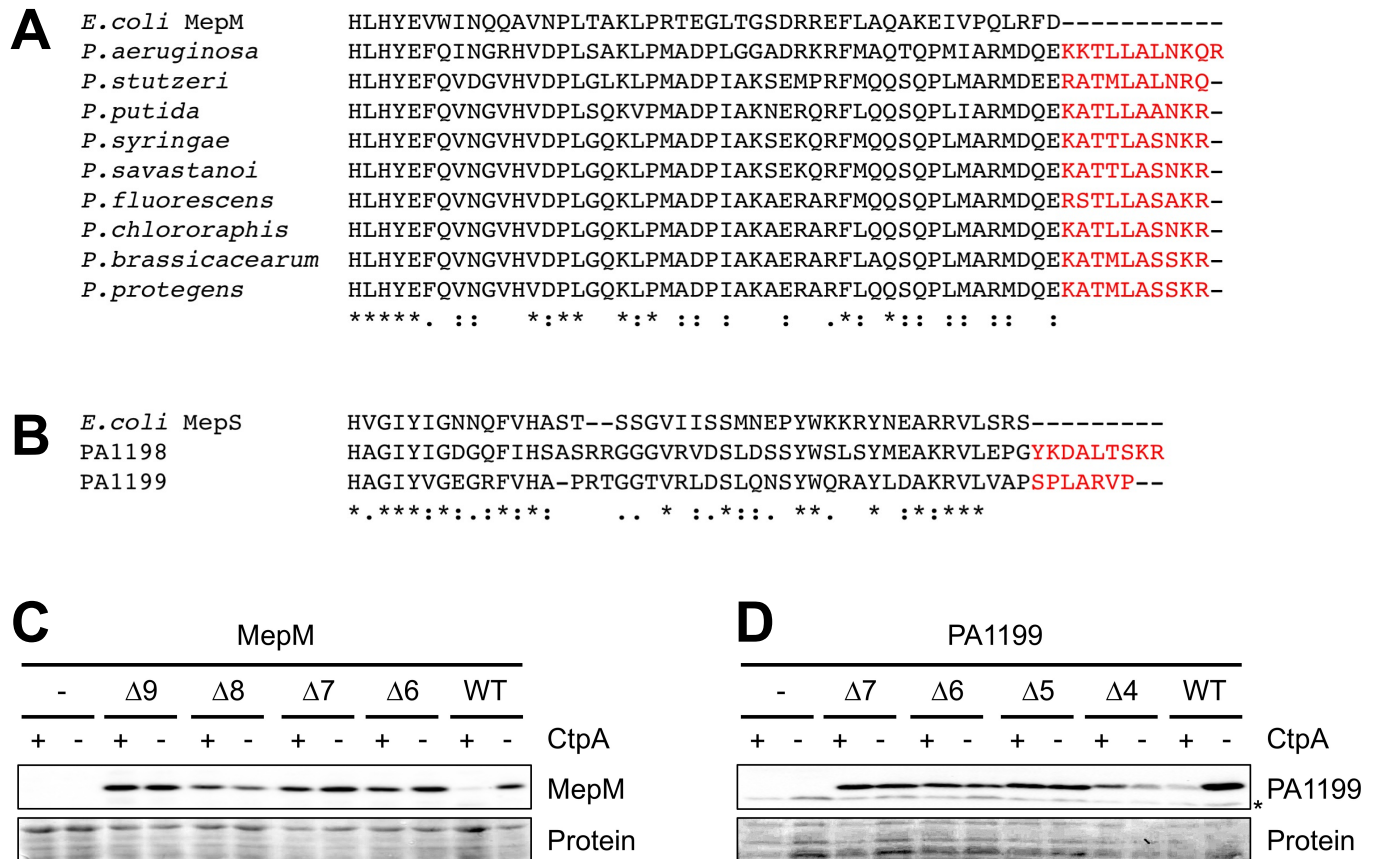 A
E.coli MepM HLHYEVWINQQAVNPLTAKLPRTEGLTGSDRREFLAQAKEIVPQLRFD-----------
P.aeruginosa HLHYEFQINGRHVDPLSAKLPMADPLGGADRKRFMAQTQPMIARMDQEKKTLLALNKQR
P.stutzeri HLHYEFQVDGVHVDPLGLKLPMADPIAKSEMPRFMQQSQPLMARMDEERATMLALNRQ-
P.putida HLHYEFQVNGVHVDPLSQKVPMADPIAKNERQRFLQQSQPLIARMDQEKATLLAANKR-
P.syringae HLHYEFQVNGVHVDPLGQKLPMADPIAKSEKQRFMQQSQPLMARMDQEKATTLASNKR-
P.savastanoi HLHYEFQVNGVHVDPLGQKLPMADPIAKSEKQRFMQQSQPLMARMDQEKATTLASNKR-
P.fluorescens HLHYEFQVNGVHVDPLGQKLPMADPIAKAERARFMQQSQPLMARMDQERSTLLASAKR-
P.chlororaphis HLHYEFQVNGVHVDPLGQKLPMADPIAKAERARFLQQSQPLMARMDQEKATLLASNKR-
P.brassicacearum HLHYEFQVNGVHVDPLGQKLPMADPIAKAERARFLAQSQPLMARMDQEKATMLASSKR-
P.protegens HLHYEFQVNGVHVDPLGQKLPMADPIAKAERARFLQQSQPLMARMDQEKATMLASSKR-
*****. ::   *:**  *:* :: :   :  .*: *:: :: ::  :
B
E.coli MepS HVGIYIGNNQFVHAST--SSGVIISSMNEPYWKKRYNEARRVLSRS---------
PA1198 HAGIYIGDGQFIHSASRRGGGVRVDSLDSSYWSLSYMEAKRVLEPGYKDALTSKR
PA1199 HAGIYVGEGRFVHA-PRTGGTVRLDSLQNSYWQRAYLDAKRVLVAPSPLARVP--
*.***:*:.:*:*:    .. * :.*::. **.  * :*:***
C D
MepM PA1199
- Δ9 Δ8 Δ7 Δ6 WT - Δ7 Δ6 Δ5 Δ4 WT
+ - + - + - + - + - + - CtpA + - + - + - + - + - + - CtpA
MepM PA1199
*
Protein Protein